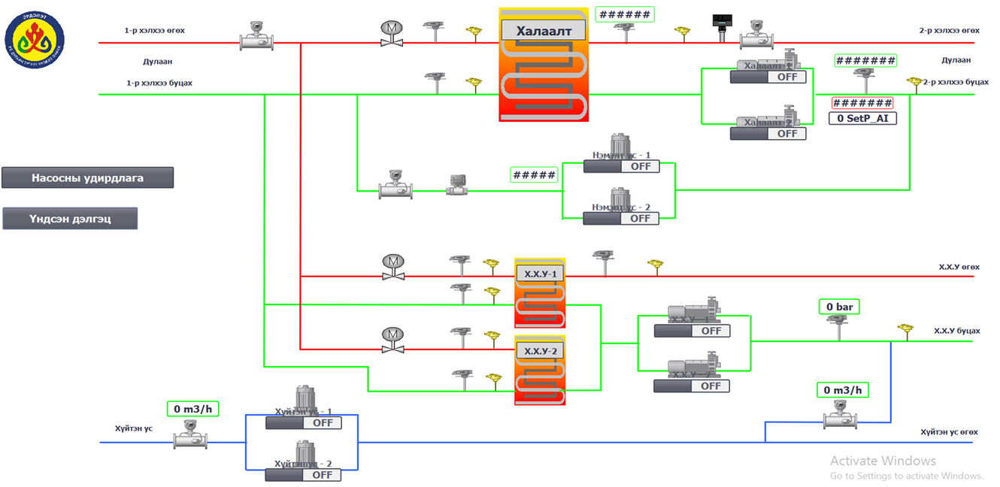 ЭРДЭНЭТ
1-р хэлхээ өгөх
Дулаан
1-р хэлхээ буцах
M
Халаалт
######
2-р хэлхээ өгөх
Дулаан
2-р хэлхээ буцах
Халаалт-1
OFF
#######
#######
0 SetP_AI
Халаалт-2
OFF
Насосны удирдлага
Үндсэн дэлгэц
#####
Нэмэлт ус - 1
OFF
Нэмэлт ус - 2
OFF
M
Х.Х.У-1
Х.Х.У өгөх
M
Х.Х.У-2
Х.Х.У - 1
OFF
Х.Х.У - 2
OFF
0 bar
Х.Х.У буцах
0 m3/h
Хүйтэн ус
0 m3/h
Хүйтэн ус - 1
OFF
Хүйтэн ус - 2
OFF
Хүйтэн ус өгөх
Activate Windows
Go to Settings to activate Windows.